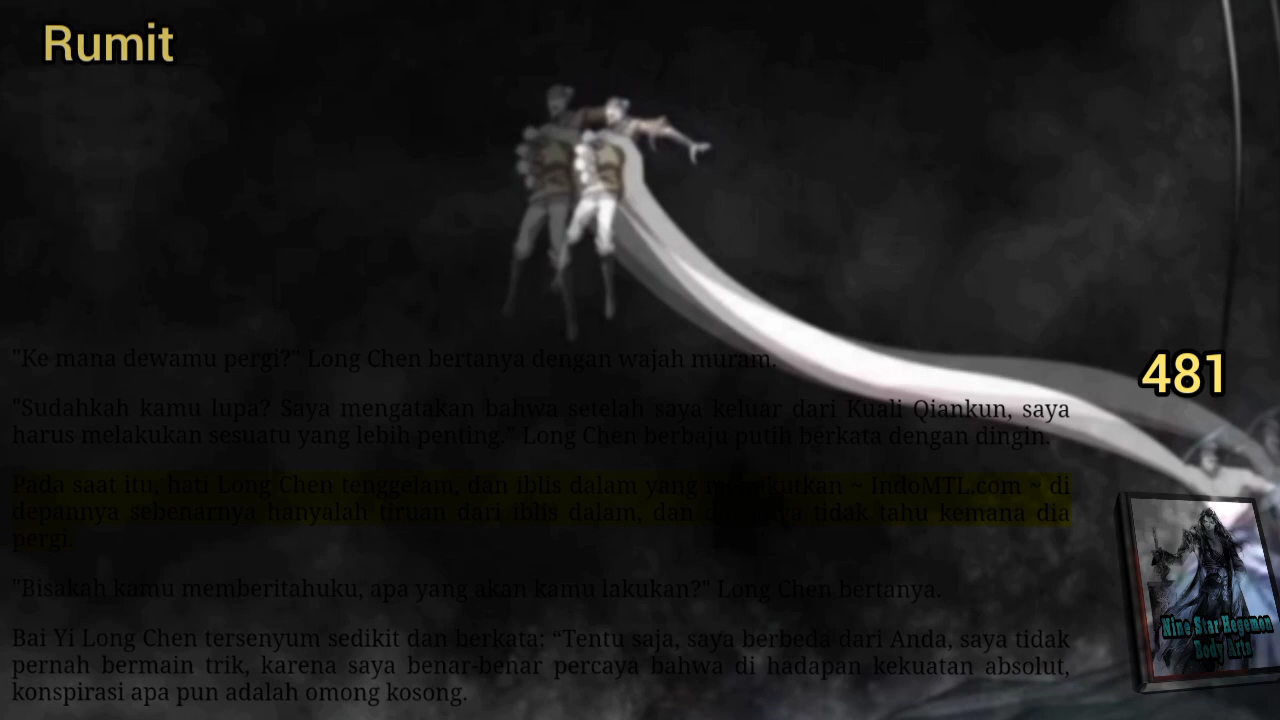 Rumit
"Ke mana dewamu pergi?" Long Chen bertanya dengan wajah muram.
481
"Sudahkah kamu lupa? Saya mengatakan bahwa setelah saya keluar dari Kuali Qiankun, saya
harus melakukan sesuatu yang lebih penting." Long Chen berbaju putih berkata dengan dingin.
Pada saat itu, hati Long Chen tenggelam, dan iblis dalam yang ~ IndoMTL.com ~ di
depannya sebenarnya hanyalah tiruan dari iblis dalam, dan tidak tahu kemana dia
pergi.
"Bisakah kamu memberitahuku, apa yang akan kamu lakukan?" Long Chen bertanya.
Bai Yi Long Chen tersenyum sedikit dan berkata: “Tentu saja, saya berbeda dari Anda, saya tidak
pernah bermain trik, karena saya benar-benar percaya bahwa di hadapan kekuatan absolut,
konspirasi apa pun adalah omong kosong.
Nine Star Hegemon
Body Arts